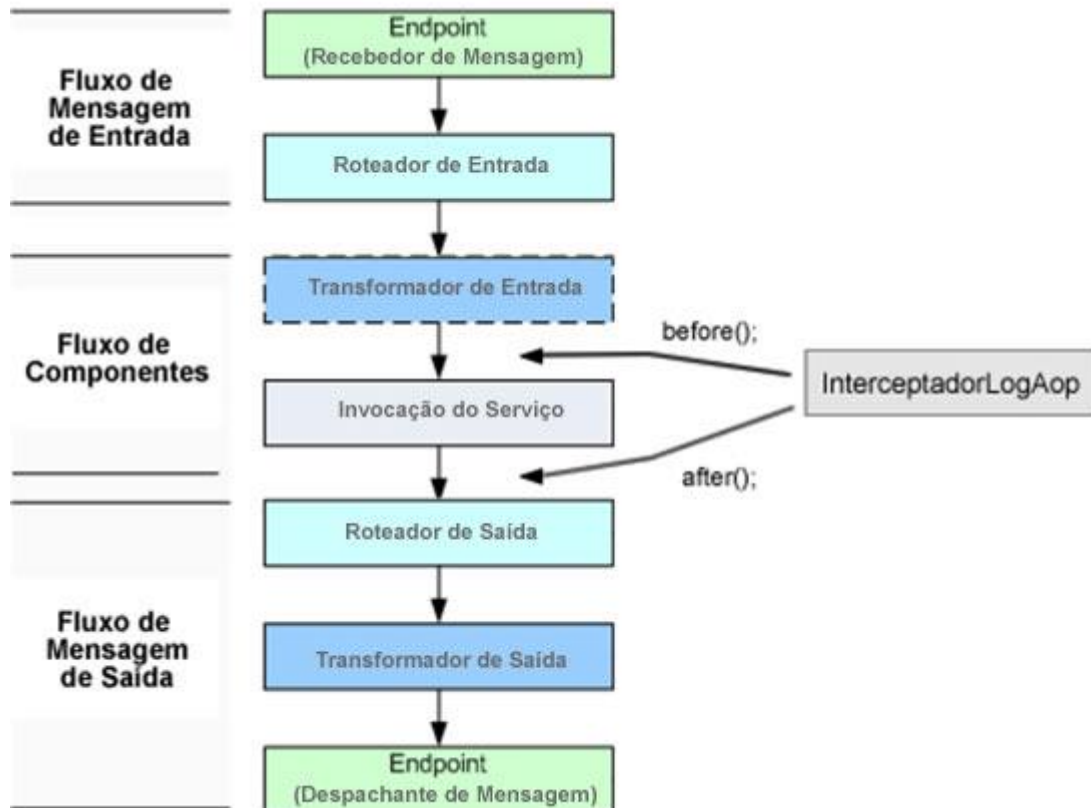 Endpoint
(Recebedor de Mensagem)
Fluxo de
Mensagem
de Entrada
Roteador de Entrada
Transformador de Entrada
before();
Fluxo de
Componentes
InterceptadorLogAop
Invocação do Serviço
after();
Roteador de Saída
Fluxo de
Mensagem
de Saída
Transformador de Saída
Endpoint
(Despachante de Mensagem)